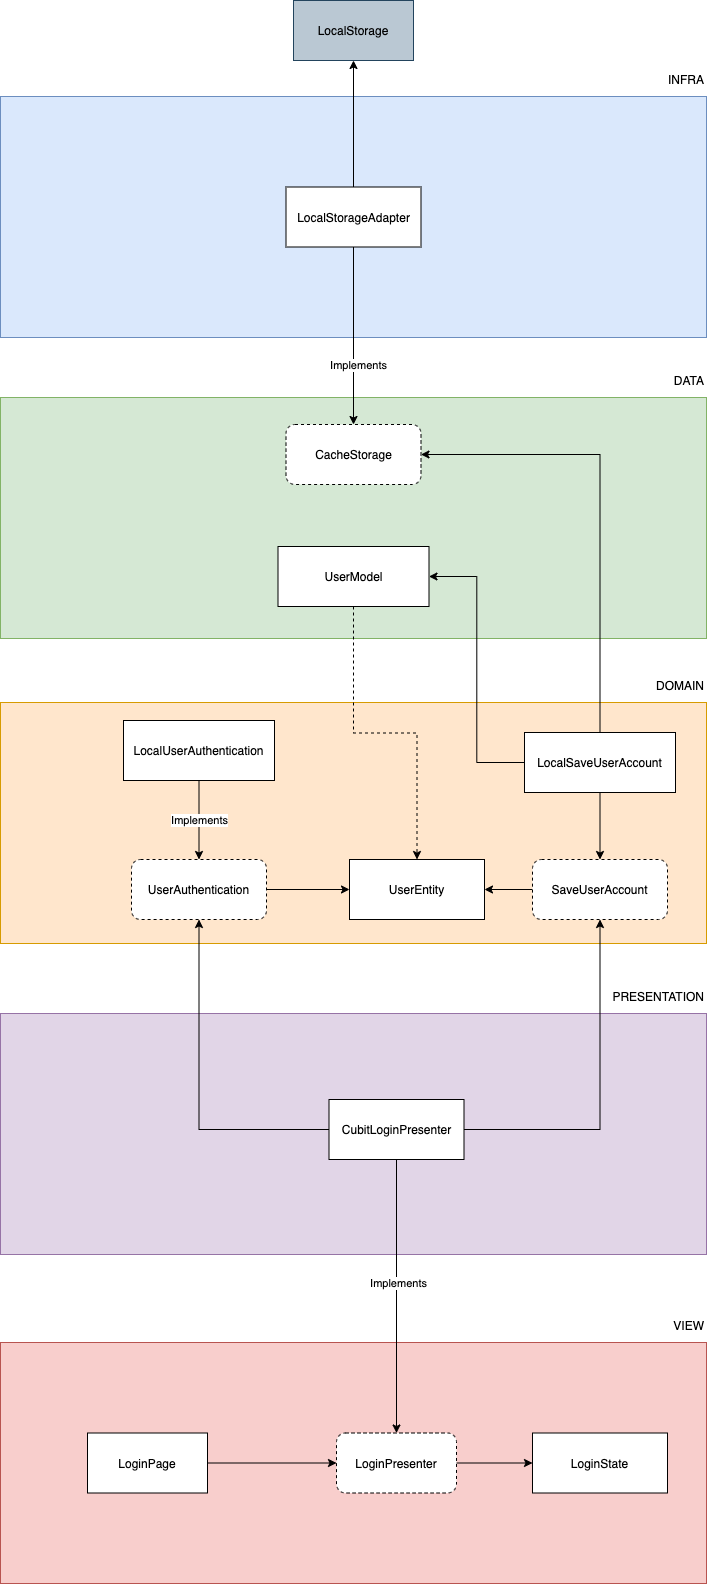 LocalStorage
INFRA
LocalStorageAdapter
Implements
DATA
CacheStorage
UserModel
DOMAIN
LocalUserAuthentication
LocalSaveUserAccount
Implements
UserAuthentication
UserEntity
SaveUserAccount
PRESENTATION
CubitLoginPresenter
Implements
VIEW
LoginPage
LoginPresenter
LoginState